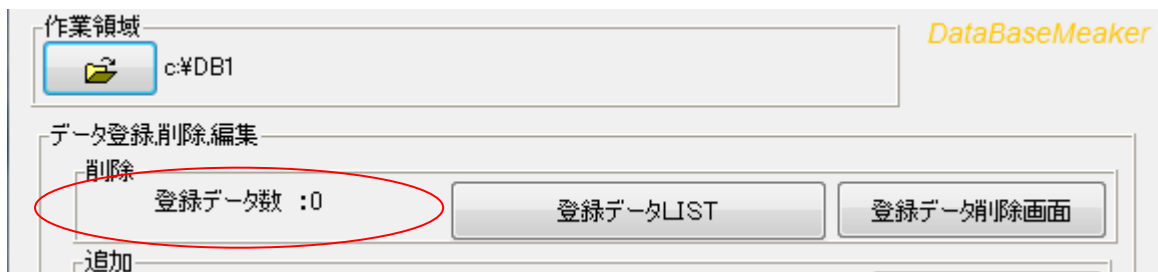 作業領域
DataBaseMeaker
c:¥DB1
データ登録,削除,編集
削除
登録データ数 :0
登録データLIST
登録データ削除画面
追加